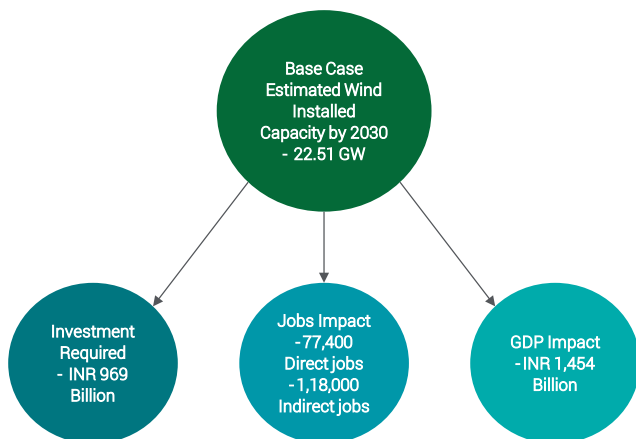 Base Case
Estimated Wind
Installed
Capacity by 2030
- 22.51 GW
Investment
Required
- INR 969
Billion
Jobs Impact
-77,400
Direct jobs
-1,18,000
Indirect jobs
GDP Impact
-INR 1,454
Billion